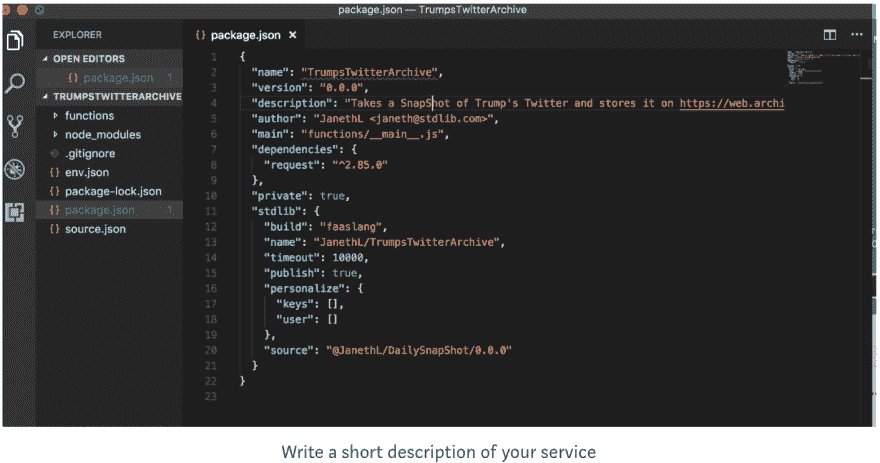 package.json — TrumpsTwitterArchive
EXPLORER
OPEN EDITORS
{} package.json 1
TRUMPSTWITTERARCHIVE
functions
node_modules
.gitignore
{} env.json
{} package-lock.json
{} package.json 1
{} source.json
{} package.json ×
1 {
2 "name": "TrumpsTwitterArchive",
3 "version": "0.0.0",
4 "description": "Takes a SnapShot of Trump's Twitter and stores it on https://web.archi
5 "author": "JanethL <janeth@stdlib.com>",
6 "main": "functions/__main__.js",
7 "dependencies": {
8 "request": "^2.85.0"
9 },
10 "private": true,
11 "stdlib": {
12 "build": "faaslang",
13 "name": "JanethL/TrumpsTwitterArchive",
14 "timeout": 10000,
15 "publish": true,
16 "personalize": {
17 "keys": [],
18 "user": []
19 },
20 "source": "@JanethL/DailySnapShot/0.0.0"
21 }
22 }
23
Write a short description of your service